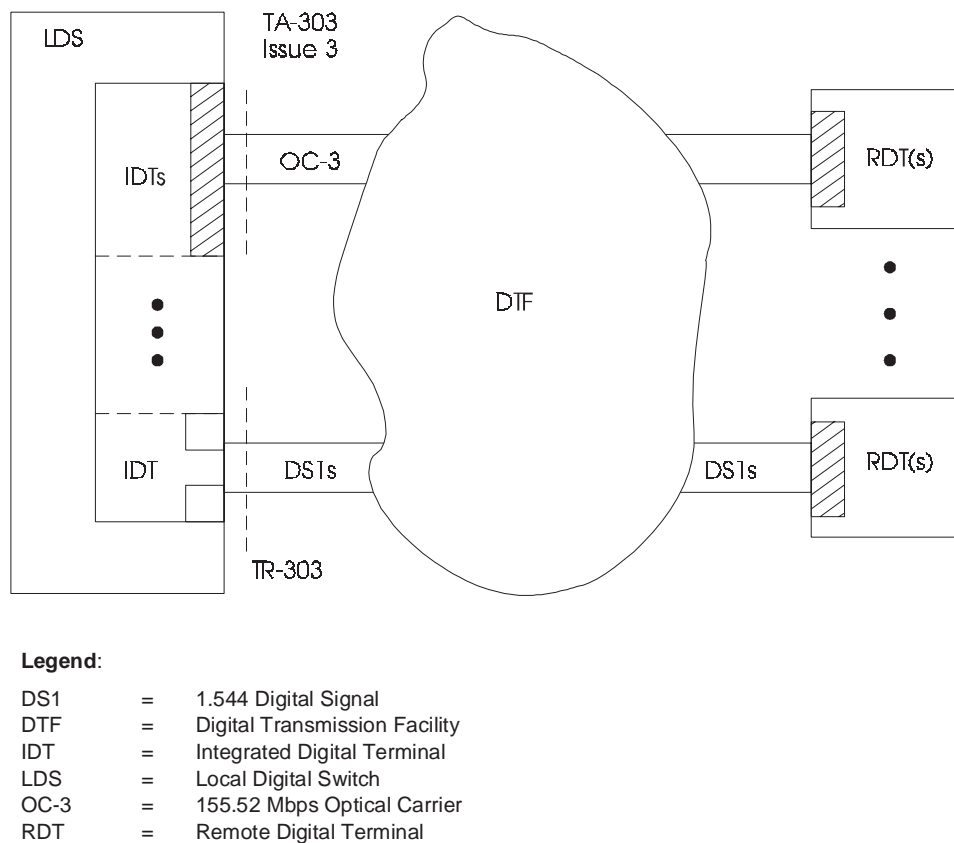 LDS
TA-303
Issue 3
IDTs
OC-3
RDT(s)
DTF
IDT
DS1s
DS1s
RDT(s)
TR-303
Legend:
DS1 = 1.544 Digital Signal
DTF = Digital Transmission Facility
IDT = Integrated Digital Terminal
LDS = Local Digital Switch
OC-3 = 155.52 Mbps Optical Carrier
RDT = Remote Digital Terminal